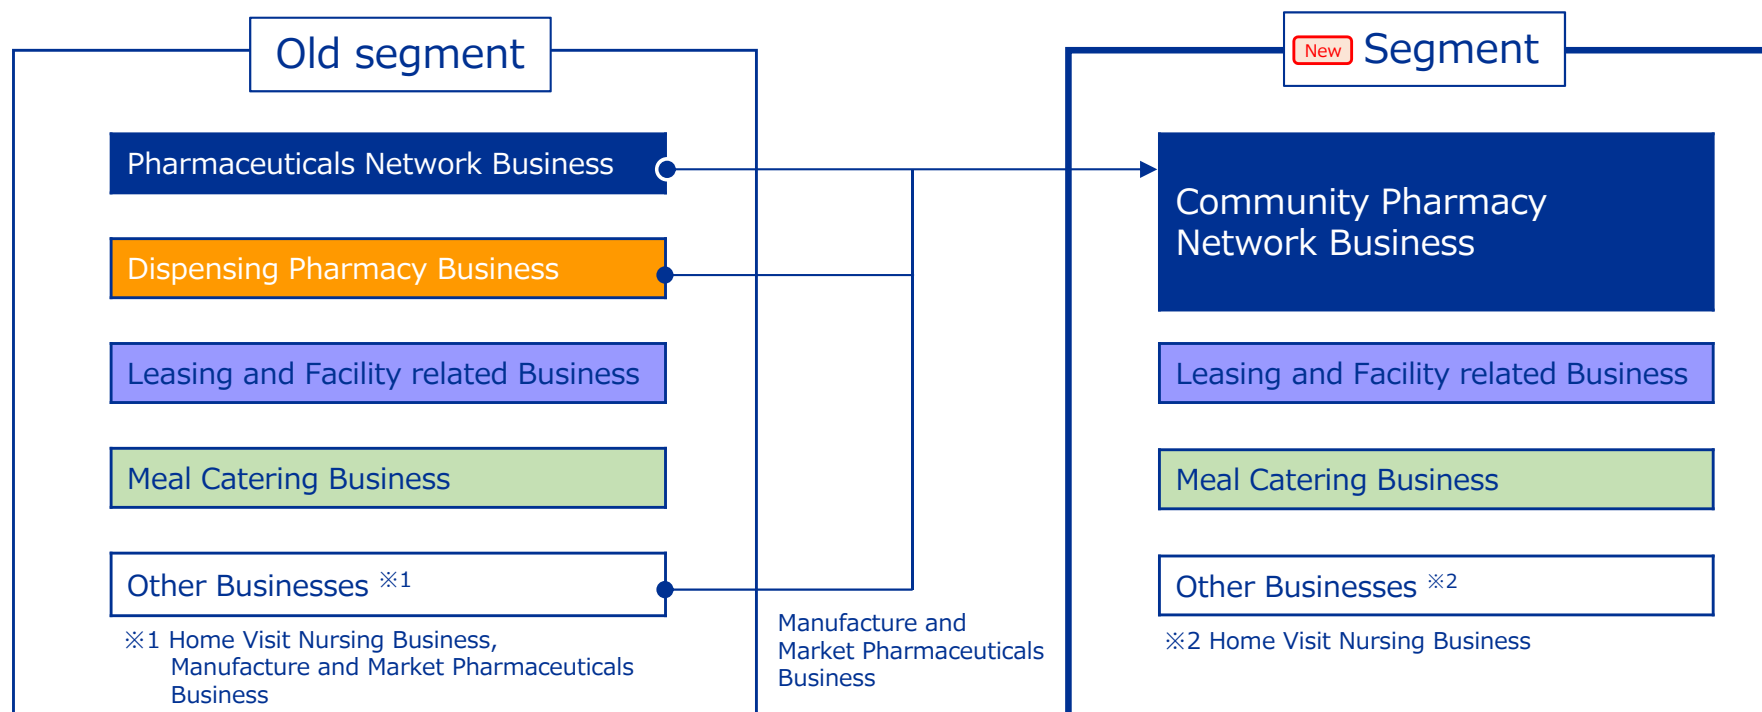 Old segment
Pharmaceuticals Network Business
Dispensing Pharmacy Business
Leasing and Facility related Business
Meal Catering Business
Other Businesses ※1
※1 Home Visit Nursing Business,
Manufacture and Market Pharmaceuticals
Business
Manufacture and
Market Pharmaceuticals
Business
New Segment
Community Pharmacy
Network Business
Leasing and Facility related Business
Meal Catering Business
Other Businesses ※2
※2 Home Visit Nursing Business